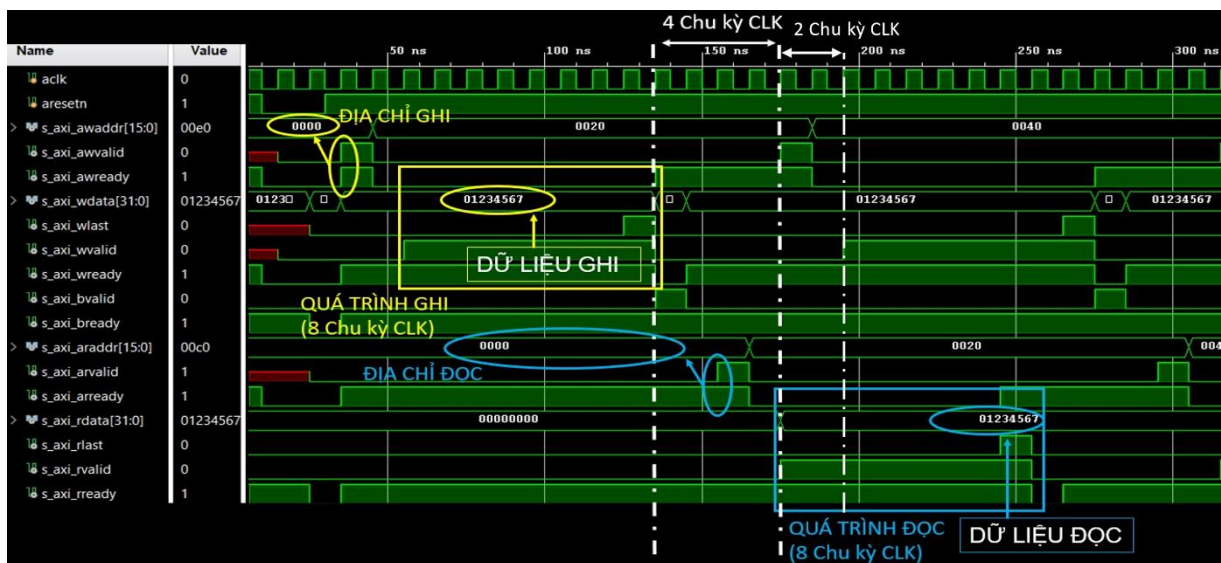 4 Chu kỳ CLK
2 Chu kỳ CLK
Name Value
50 ns 100 ns 150 ns 200 ns 250 ns 300 ns
aclk 0
aresetn 1
ĐỊA CHỈ GHI
s_axi_awaddr[15:0] 00e0 0000 0020 0040
s_axi_awvalid 0
s_axi_awready 1
s_axi_wdata[31:0] 01234567 0123 01234567 01234567 01234567
s_axi_wlast 0
s_axi_wvalid 0
DỮ LIỆU GHI
s_axi_wready 1
s_axi_bvalid 0
QUÁ TRÌNH GHI
s_axi_bready 1
(8 Chu kỳ CLK)
s_axi_araddr[15:0] 00c0 0000 0020 004
s_axi_arvalid 1
ĐỊA CHỈ ĐỌC
s_axi_arready 1
s_axi_rdata[31:0] 01234567 00000000 01234567
s_axi_rlast 0
s_axi_rvalid 0
s_axi_rready 1
QUÁ TRÌNH ĐỌC
(8 Chu kỳ CLK)
DỮ LIỆU ĐỌC